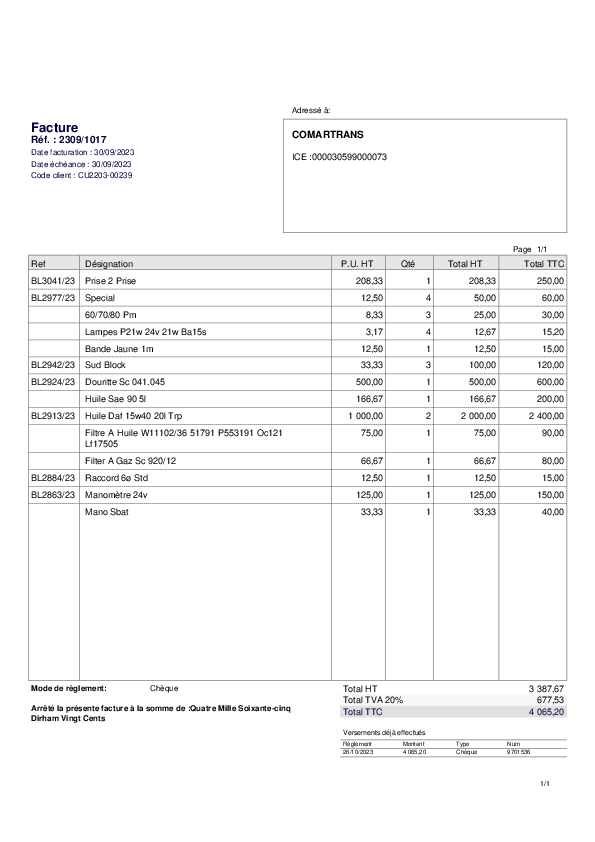 Adressé à:
Facture
Réf. : 2309/1017
Date facturation : 30/09/2023
Date échéance : 30/09/2023
Code client : CU2203-00239
COMARTRANS
ICE :000030599000073
Page 1/1
Ref Désignation P.U. HT Qté Total HT Total TTC
BL3041/23 Prise 2 Prise 208,33 1 208,33 250,00
BL2977/23 Special 12,50 4 50,00 60,00
60/70/80 Pm 8,33 3 25,00 30,00
Lampes P21w 24v 21w Ba15s 3,17 4 12,67 15,20
Bande Jaune 1m 12,50 1 12,50 15,00
BL2942/23 Sud Block 33,33 3 100,00 120,00
BL2924/23 Douritte Sc 041.045 500,00 1 500,00 600,00
Huile Sae 90 5l 166,67 1 166,67 200,00
BL2913/23 Huile Daf 15w40 20l Trp 1 000,00 2 2 000,00 2 400,00
Filtre A Huile W11102/36 51791 P553191 Oc121 75,00 1 75,00 90,00
Lf17505
Filter A Gaz Sc 920/12 66,67 1 66,67 80,00
BL2884/23 Raccord 6ø Std 12,50 1 12,50 15,00
BL2863/23 Manomètre 24v 125,00 1 125,00 150,00
Mano Sbat 33,33 1 33,33 40,00
Mode de règlement: Chèque
Arrêté la présente facture à la somme de :Quatre Mille Soixante-cinq
Dirham Vingt Cents
Total HT 3 387,67
Total TVA 20% 677,53
Total TTC 4 065,20
Versements déjà effectués
Règlement Montant Type Num
26/10/2023 4 065,20 Chèque 9701536
1/1